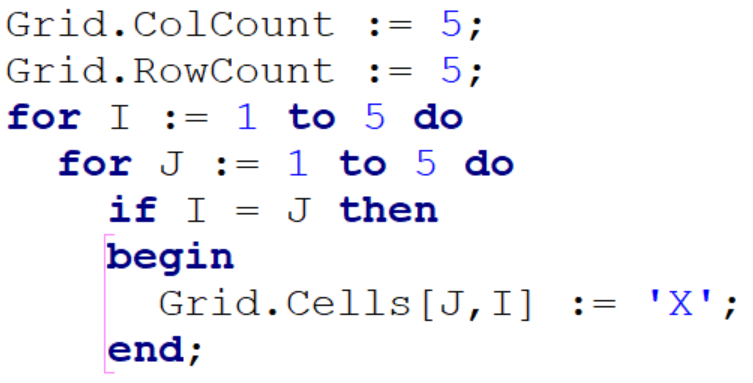 Grid.ColCount := 5;
Grid.RowCount := 5;
for I := 1 to 5 do
for J := 1 to 5 do
if I = J then
begin
Grid.Cells[J,I] := 'X';
end;